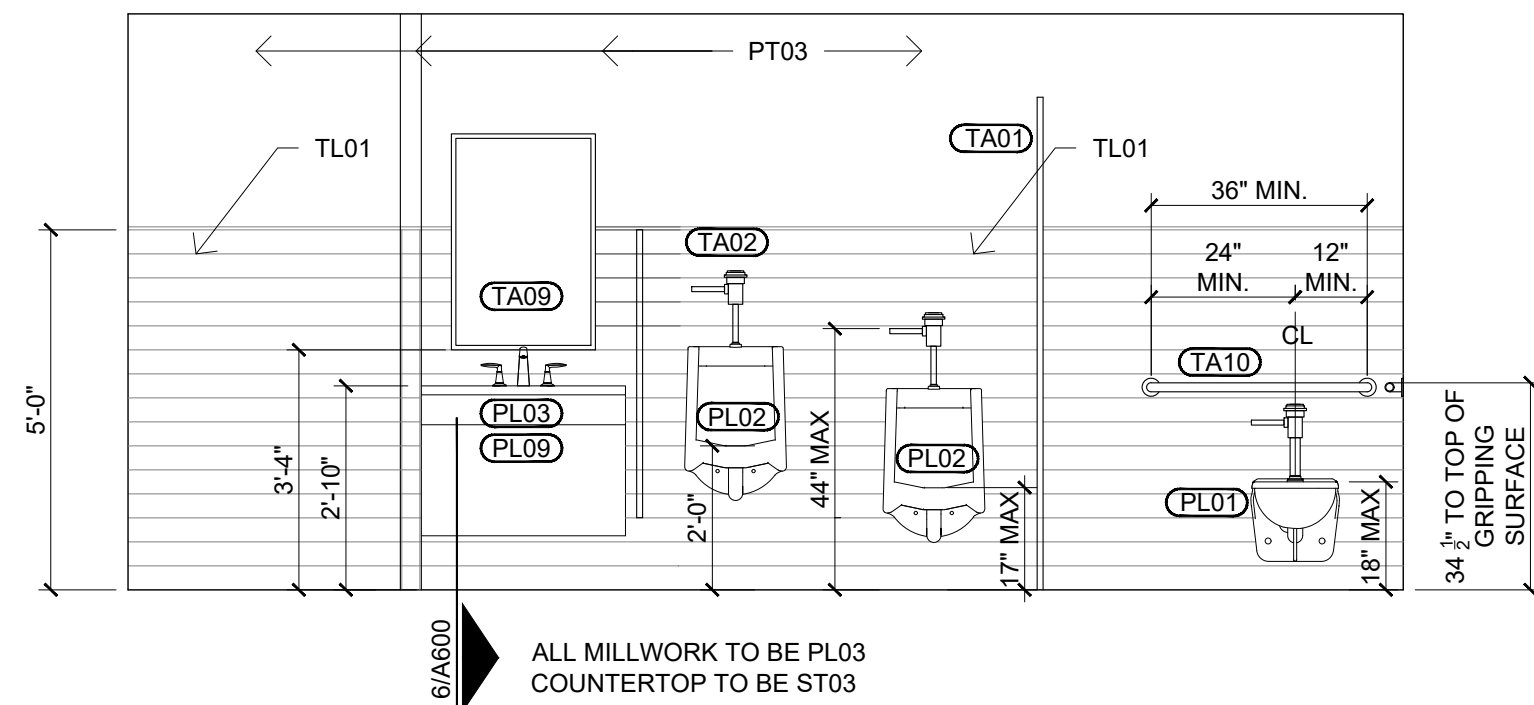 PT03
TL01
TA01
TL01
36" MIN.
TA02
24"
MIN.
12"
MIN.
TA09
CL
TA10
5'-0"
3'-4"
2'-10"
PL03
PL09
PL02
2'-0"
44" MAX
PL02
17" MAX
PL01
18" MAX
34 1/2" TO TOP OF
GRIPPING
SURFACE
6/A600
ALL MILLWORK TO BE PL03
COUNTERTOP TO BE ST03